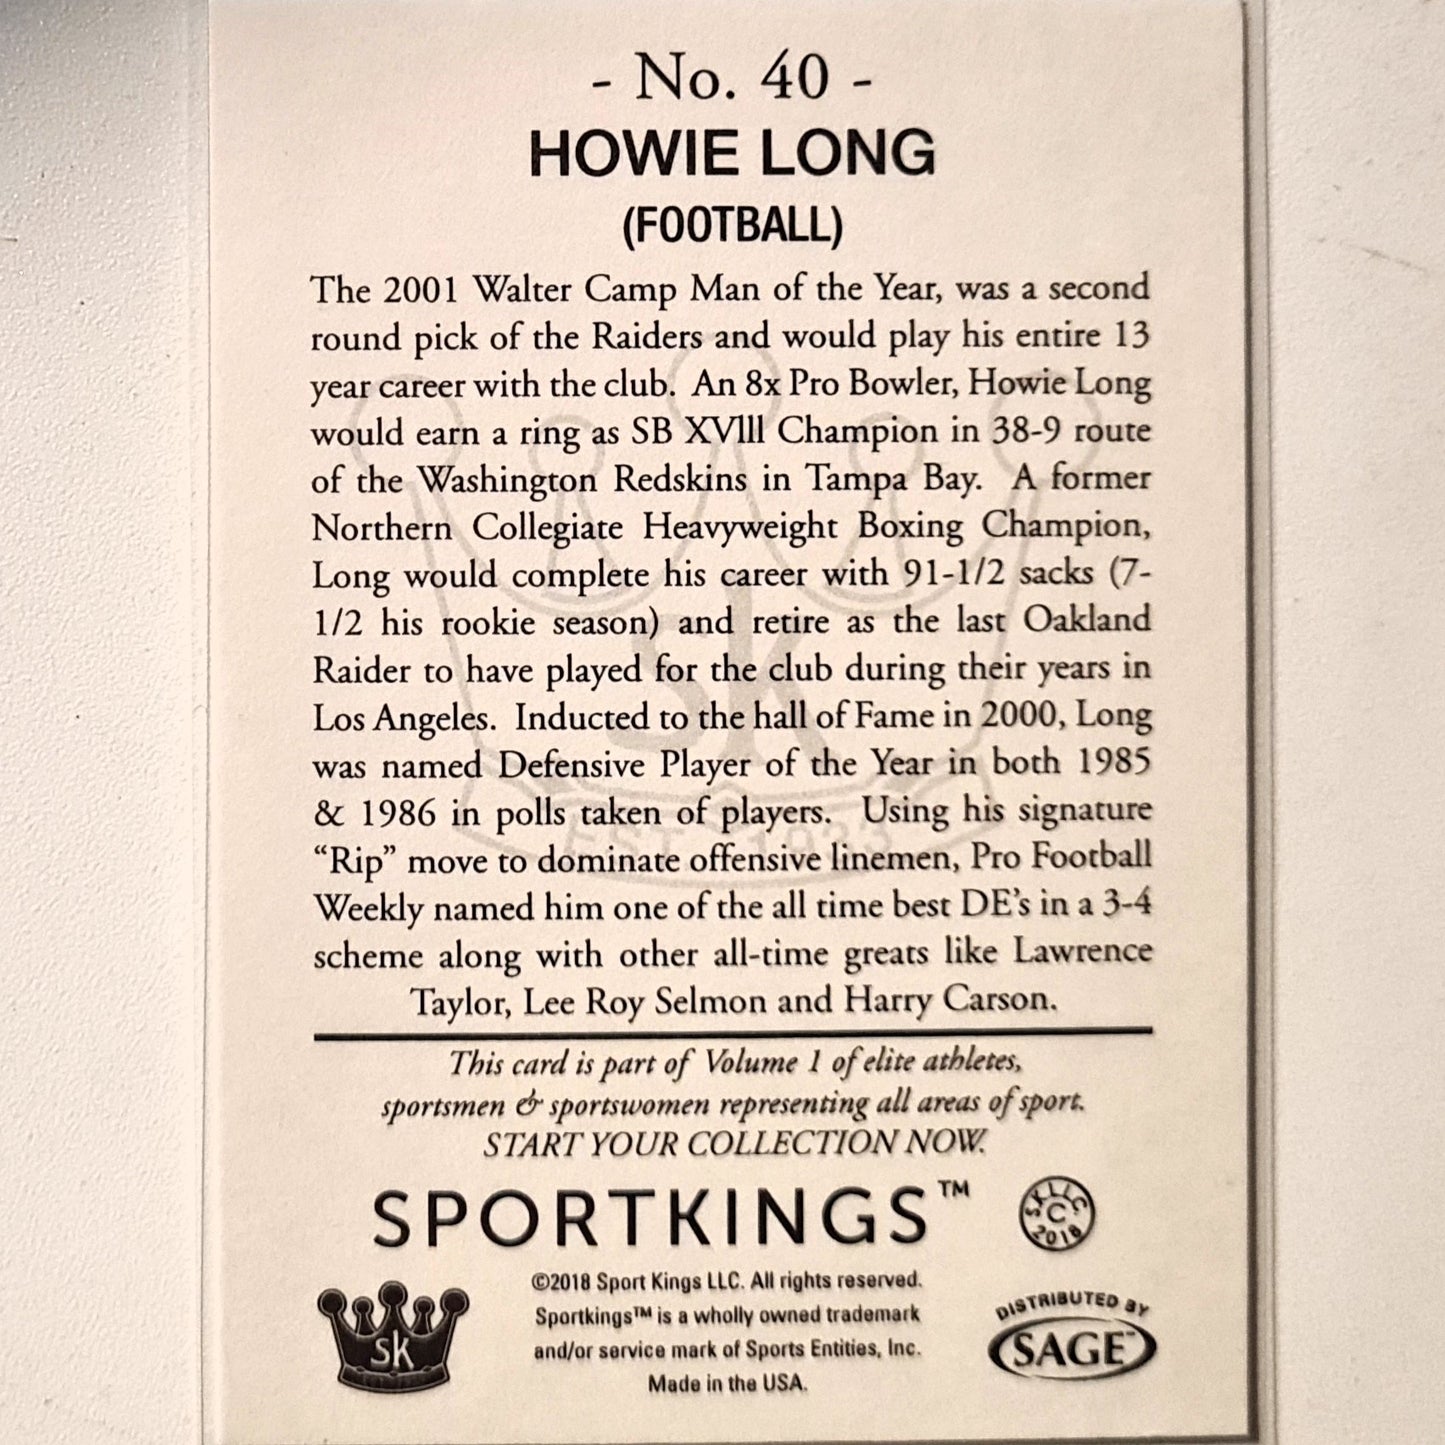 - No. 40 -
HOWIE LONG
(FOOTBALL)
The 2001 Walter Camp Man of the Year, was a second
round pick of the Raiders and would play his entire 13
year career with the club. An 8x Pro Bowler, Howie Long
would earn a ring as SB XVlll Champion in 38-9 route
of the Washington Redskins in Tampa Bay. A former
Northern Collegiate Heavyweight Boxing Champion,
Long would complete his career with 91-1/2 sacks (7-
1/2 his rookie season) and retire as the last Oakland
Raider to have played for the club during their years in
Los Angeles. Inducted to the hall of Fame in 2000, Long
was named Defensive Player of the Year in both 1985
& 1986 in polls taken of players. Using his signature
“Rip” move to dominate offensive linemen, Pro Football
Weekly named him one of the all time best DE’s in a 3-4
scheme along with other all-time greats like Lawrence
Taylor, Lee Roy Selmon and Harry Carson.
This card is part of Volume 1 of elite athletes,
sportsmen & sportswomen representing all areas of sport.
START YOUR COLLECTION NOW.
SPORTKINGS™
SKLLC
C
2018
©2018 Sport Kings LLC. All rights reserved.
Sportkings™ is a wholly owned trademark
and/or service mark of Sports Entities, Inc.
Made in the USA.
sk
DISTRIBUTED BY
SAGE™